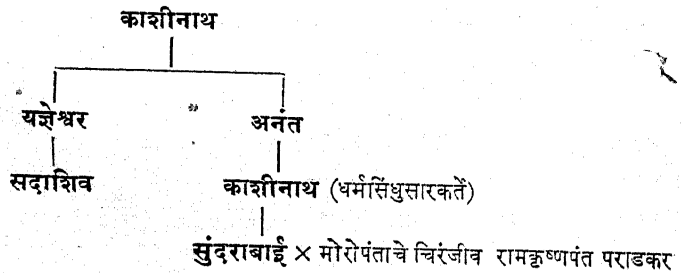 काशीनाथ
यज्ञेश्वर अनंत
सदाशिव काशीनाथ (धर्मसिंधुसारकर्ते)
सुंदराबाई × मोरोपंताचे चिरंजीव रामकृष्णपंत पराडकर